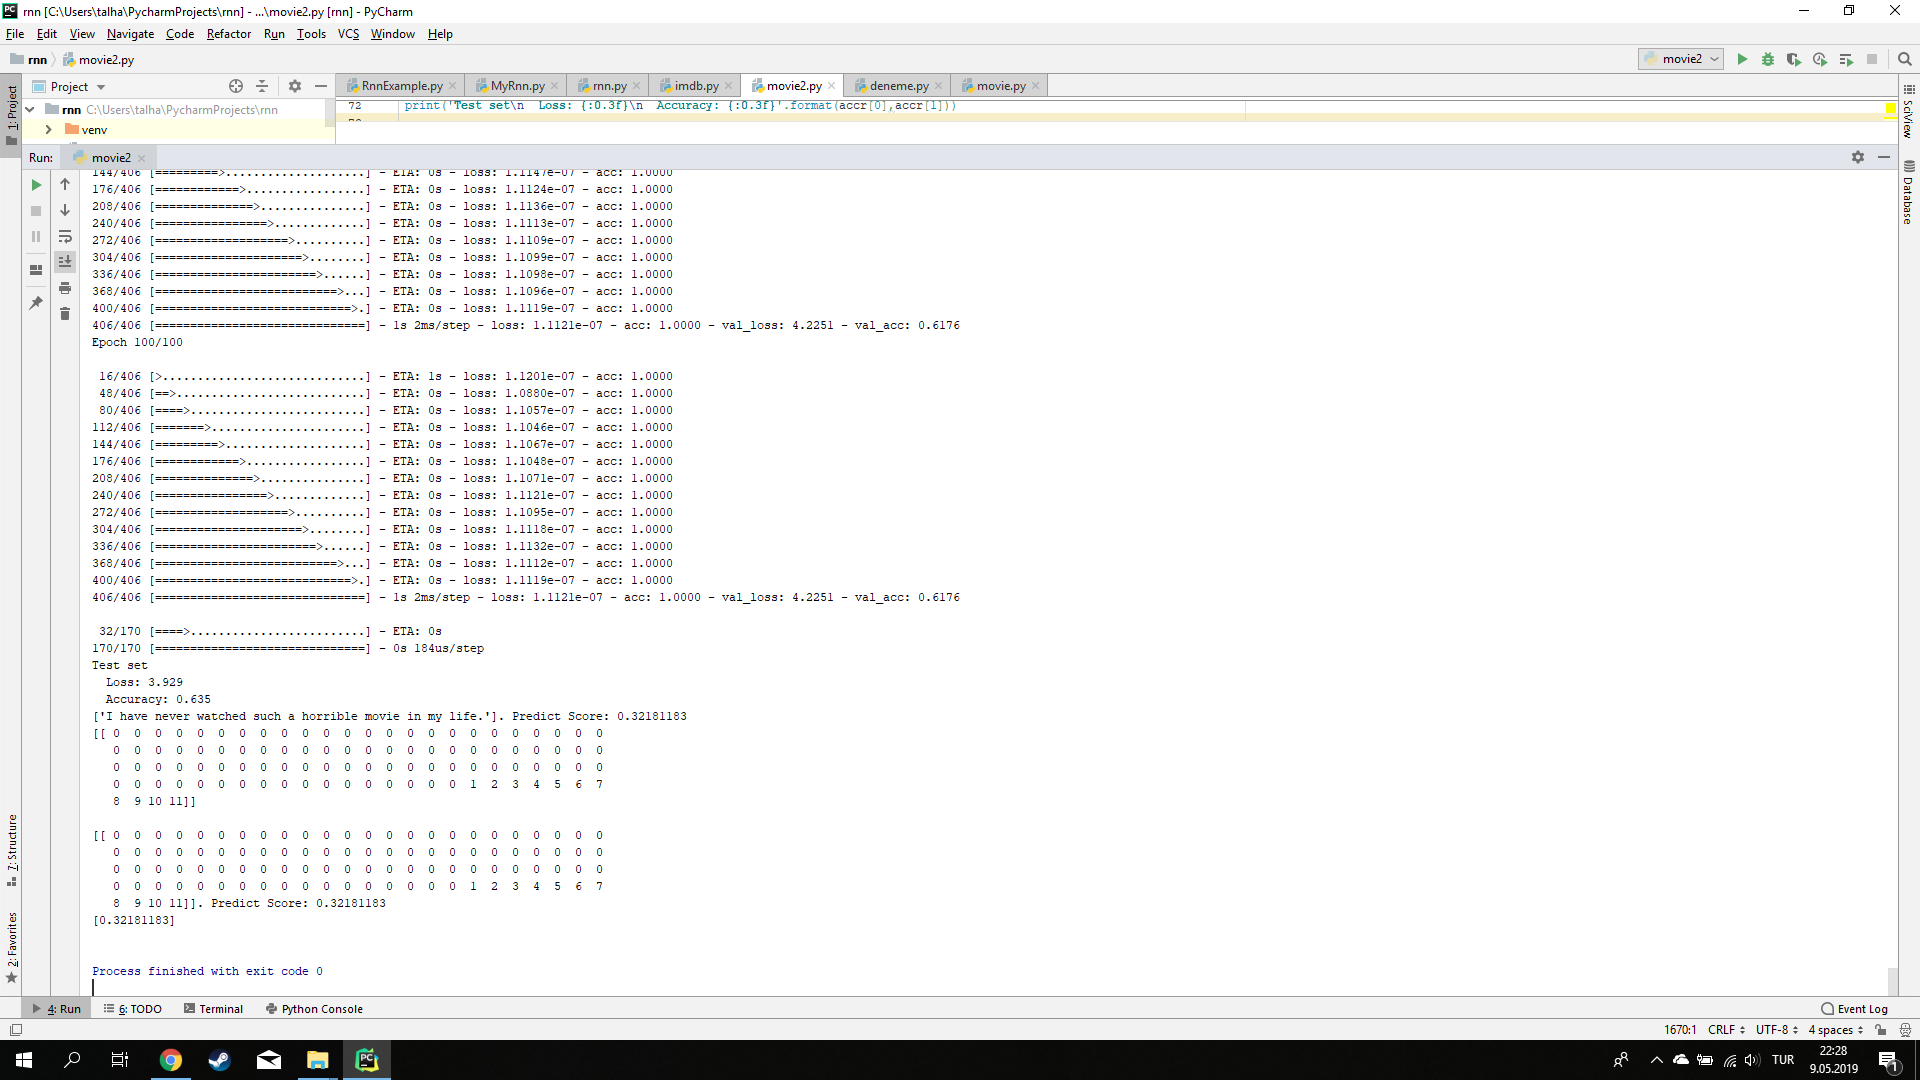 rnn [C:\Users\talha\PycharmProjects\rnn] - ...\movie2.py [rnn] - PyCharm
File Edit View Navigate Code Refactor Run Tools VCS Window Help
rnn movie2.py movie2
Project RnnExample.py MyRnn.py rnn.py imdb.py movie2.py deneme.py movie.py
rnn C:\Users\talha\PycharmProjects\rnn
72 print('Test set\n  Loss: {:0.3f}\n  Accuracy: {:0.3f}'.format(accr[0],accr[1]))
venv
1: Project
SciView
Database
Run: movie2
144/406 [=========>....................] - ETA: 0s - loss: 1.1147e-07 - acc: 1.0000
176/406 [============>.................] - ETA: 0s - loss: 1.1124e-07 - acc: 1.0000
208/406 [==============>...............] - ETA: 0s - loss: 1.1136e-07 - acc: 1.0000
240/406 [================>.............] - ETA: 0s - loss: 1.1113e-07 - acc: 1.0000
272/406 [===================>..........] - ETA: 0s - loss: 1.1109e-07 - acc: 1.0000
304/406 [=====================>........] - ETA: 0s - loss: 1.1099e-07 - acc: 1.0000
336/406 [=======================>......] - ETA: 0s - loss: 1.1098e-07 - acc: 1.0000
368/406 [==========================>...] - ETA: 0s - loss: 1.1096e-07 - acc: 1.0000
400/406 [============================>.] - ETA: 0s - loss: 1.1119e-07 - acc: 1.0000
406/406 [==============================] - 1s 2ms/step - loss: 1.1121e-07 - acc: 1.0000 - val_loss: 4.2251 - val_acc: 0.6176
Epoch 100/100
16/406 [>.............................] - ETA: 1s - loss: 1.1201e-07 - acc: 1.0000
48/406 [==>...........................] - ETA: 0s - loss: 1.0880e-07 - acc: 1.0000
80/406 [====>.........................] - ETA: 0s - loss: 1.1057e-07 - acc: 1.0000
112/406 [=======>......................] - ETA: 0s - loss: 1.1046e-07 - acc: 1.0000
144/406 [=========>....................] - ETA: 0s - loss: 1.1067e-07 - acc: 1.0000
176/406 [============>.................] - ETA: 0s - loss: 1.1048e-07 - acc: 1.0000
208/406 [==============>...............] - ETA: 0s - loss: 1.1071e-07 - acc: 1.0000
240/406 [================>.............] - ETA: 0s - loss: 1.1121e-07 - acc: 1.0000
272/406 [===================>..........] - ETA: 0s - loss: 1.1095e-07 - acc: 1.0000
304/406 [=====================>........] - ETA: 0s - loss: 1.1118e-07 - acc: 1.0000
336/406 [=======================>......] - ETA: 0s - loss: 1.1132e-07 - acc: 1.0000
368/406 [==========================>...] - ETA: 0s - loss: 1.1112e-07 - acc: 1.0000
400/406 [============================>.] - ETA: 0s - loss: 1.1119e-07 - acc: 1.0000
406/406 [==============================] - 1s 2ms/step - loss: 1.1121e-07 - acc: 1.0000 - val_loss: 4.2251 - val_acc: 0.6176
32/170 [====>.........................] - ETA: 0s
170/170 [==============================] - 0s 184us/step
Test set
Loss: 3.929
Accuracy: 0.635
['I have never watched such a horrible movie in my life.']. Predict Score: 0.32181183
[[ 0 0 0 0 0 0 0 0 0 0 0 0 0 0 0 0 0 0 0 0 0 0 0 0
0 0 0 0 0 0 0 0 0 0 0 0 0 0 0 0 0 0 0 0 0 0 0 0
0 0 0 0 0 0 0 0 0 0 0 0 0 0 0 0 0 0 0 0 0 0 0 0
0 0 0 0 0 0 0 0 0 0 0 0 0 0 0 0 0 1 2 3 4 5 6 7
8 9 10 11]]
[[ 0 0 0 0 0 0 0 0 0 0 0 0 0 0 0 0 0 0 0 0 0 0 0 0
0 0 0 0 0 0 0 0 0 0 0 0 0 0 0 0 0 0 0 0 0 0 0 0
0 0 0 0 0 0 0 0 0 0 0 0 0 0 0 0 0 0 0 0 0 0 0 0
0 0 0 0 0 0 0 0 0 0 0 0 0 0 0 0 0 1 2 3 4 5 6 7
8 9 10 11]]. Predict Score: 0.32181183
[0.32181183]
Process finished with exit code 0
7: Structure
2: Favorites
4: Run 6: TODO Terminal Python Console Event Log
1670:1 CRLF UTF-8 4 spaces
TUR
22:28
9.05.2019
1